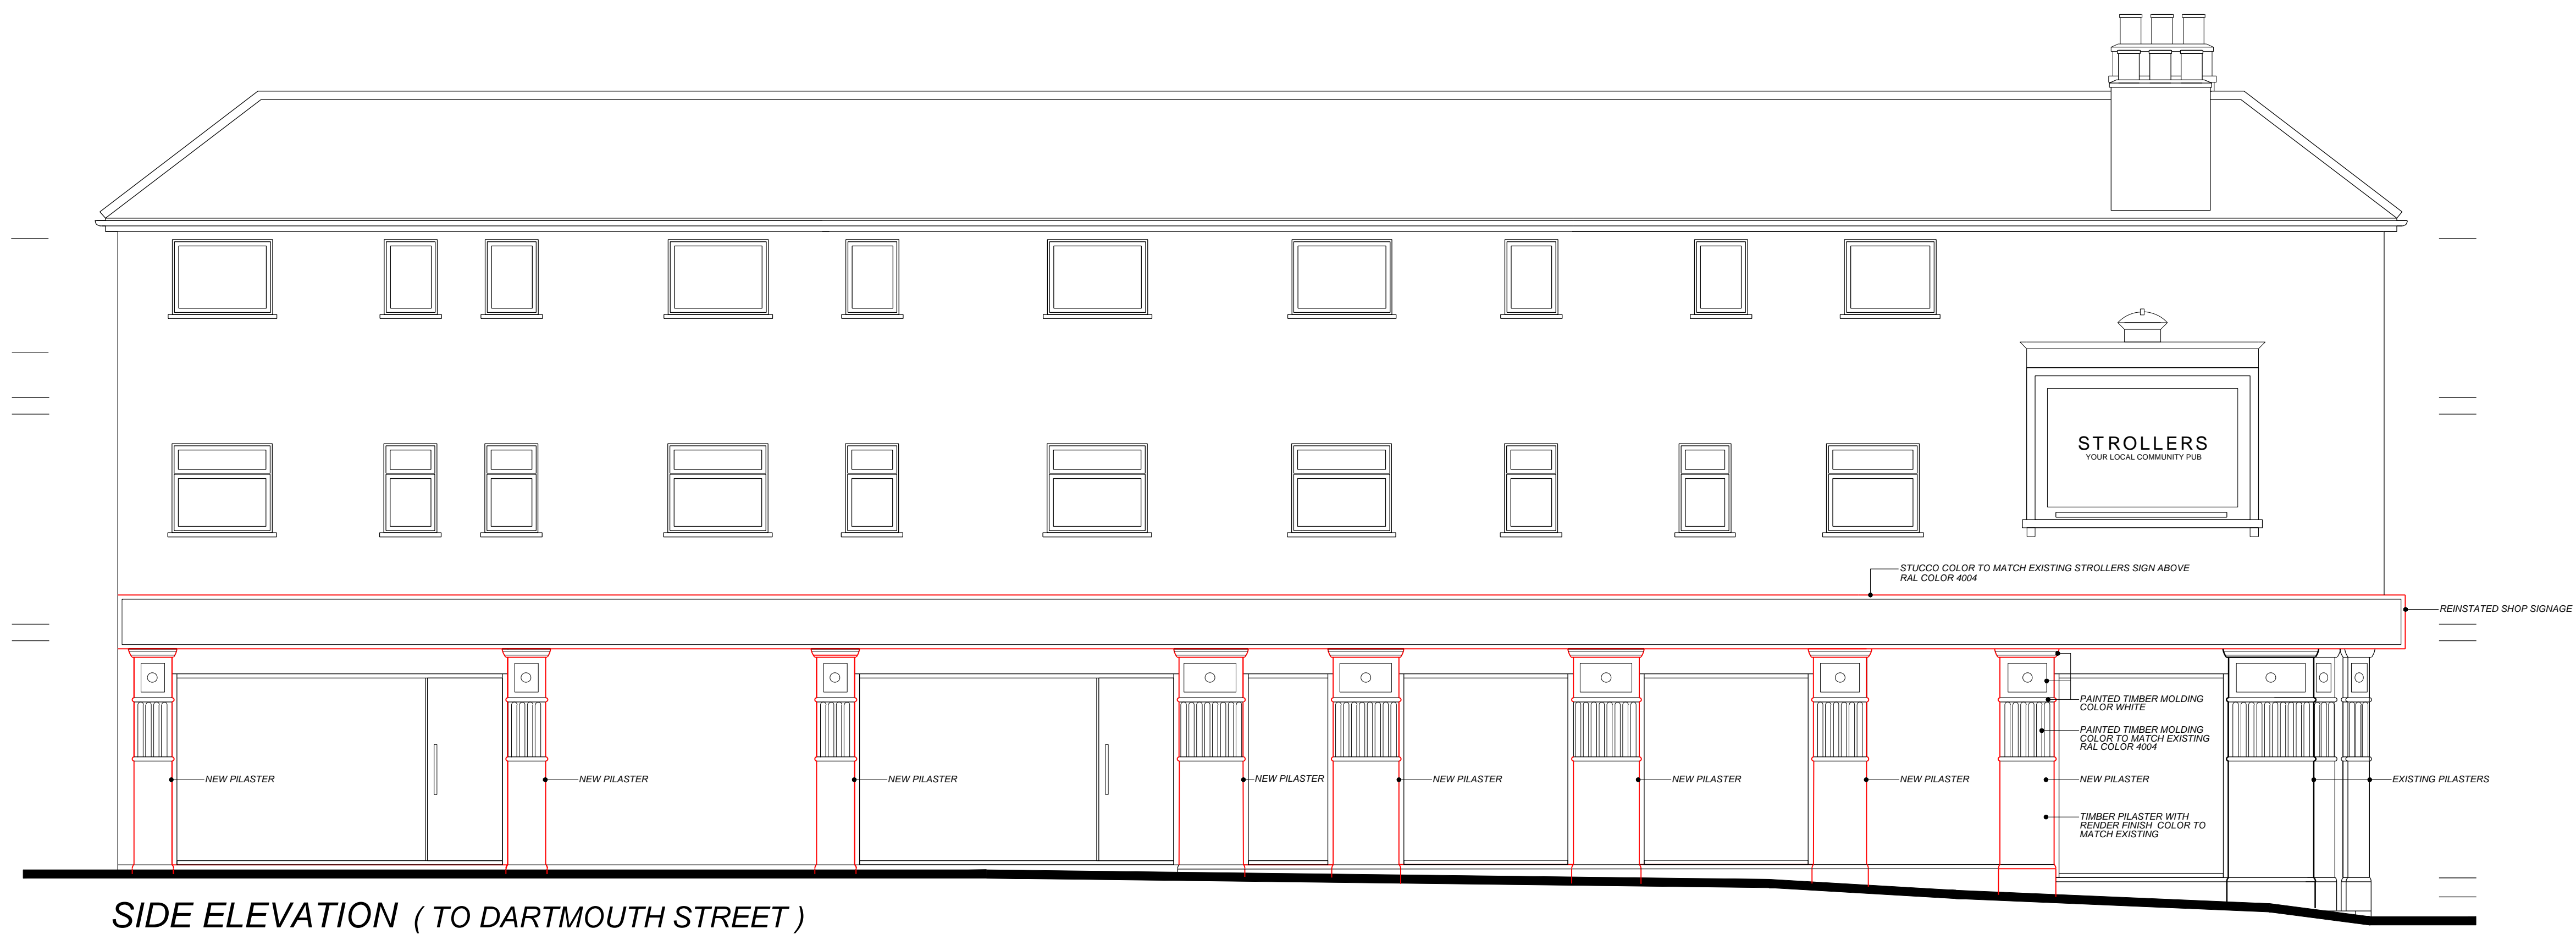 STROLLERS
YOUR LOCAL COMMUNITY PUB
STUCCO COLOR TO MATCH EXISTING STROLLERS SIGN ABOVE
RAL COLOR 4004
REINSTATED SHOP SIGNAGE
PAINTED TIMBER MOLDING
COLOR WHITE
PAINTED TIMBER MOLDING
COLOR TO MATCH EXISTING
RAL COLOR 4004
NEW PILASTER
NEW PILASTER
NEW PILASTER
NEW PILASTER
NEW PILASTER
NEW PILASTER
NEW PILASTER
NEW PILASTER
EXISTING PILASTERS
TIMBER PILASTER WITH
RENDER FINISH COLOR TO
MATCH EXISTING
SIDE ELEVATION ( TO DARTMOUTH STREET )